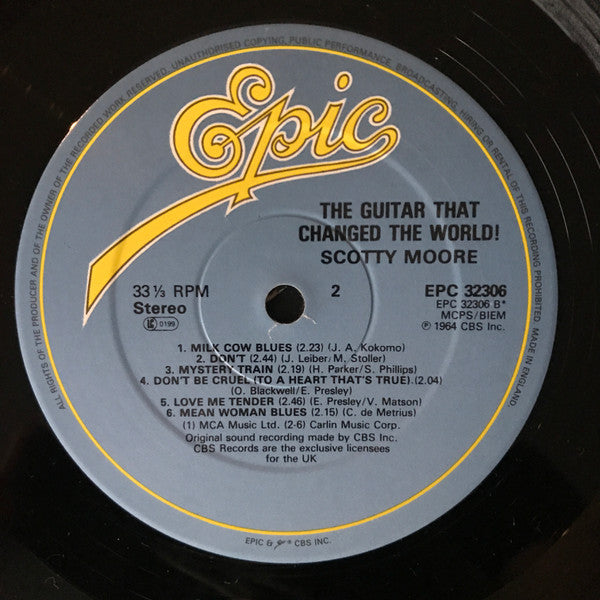 ALL RIGHTS OF THE PRODUCER AND OF THE OWNER OF THE RECORDED WORK RESERVED. UNAUTHORISED COPYING, PUBLIC PERFORMANCE, BROADCASTING, HIRING OR RENTAL OF THIS RECORDING PROHIBITED. MADE IN ENGLAND.
Epic
THE GUITAR THAT
CHANGED THE WORLD!
SCOTTY MOORE
33 ⅓ RPM
Stereo
LC 0199
2
EPC 32306
EPC 32306 B*
MCPS/BIEM
℗ 1964 CBS Inc.
1. MILK COW BLUES (2.23) (J. A. Kokomo)
2. DON'T (2.44) (J. Leiber/M. Stoller)
3. MYSTERY TRAIN (2.19) (H. Parker/S. Phillips)
4. DON'T BE CRUEL (TO A HEART THAT'S TRUE) (2.04)
(O. Blackwell/E. Presley)
5. LOVE ME TENDER (2.46) (E. Presley/V. Matson)
6. MEAN WOMAN BLUES (2.15) (C. de Metrius)
(1) MCA Music Ltd. (2-6) Carlin Music Corp.
Original sound recording made by CBS Inc.
CBS Records are the exclusive licensees
for the UK
EPIC & Epic ® CBS INC.